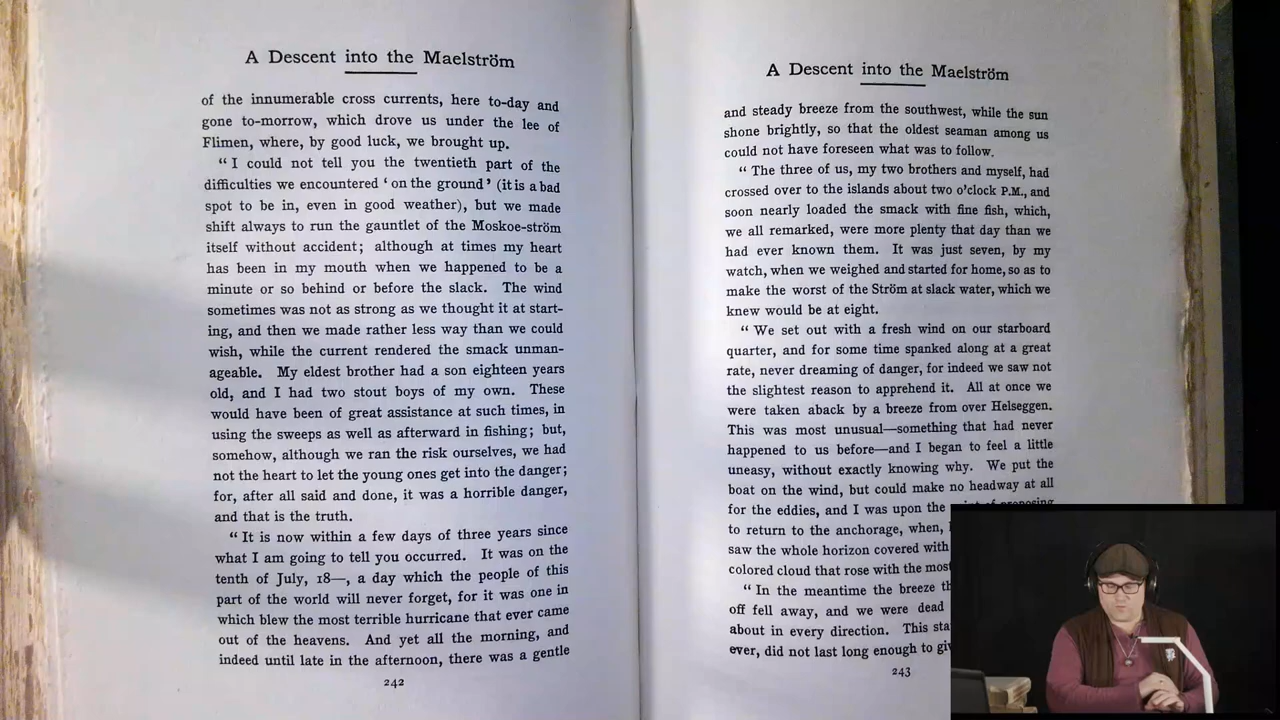 A Descent into the Maelström
of the innumerable cross currents, here to-day and
gone to-morrow, which drove us under the lee of
Flimen, where, by good luck, we brought up.
“ I could not tell you the twentieth part of the
difficulties we encountered ‘ on the ground ’ (it is a bad
spot to be in, even in good weather), but we made
shift always to run the gauntlet of the Moskoe-ström
itself without accident; although at times my heart
has been in my mouth when we happened to be a
minute or so behind or before the slack. The wind
sometimes was not as strong as we thought it at start-
ing, and then we made rather less way than we could
wish, while the current rendered the smack unman-
ageable. My eldest brother had a son eighteen years
old, and I had two stout boys of my own. These
would have been of great assistance at such times, in
using the sweeps as well as afterward in fishing; but,
somehow, although we ran the risk ourselves, we had
not the heart to let the young ones get into the danger;
for, after all said and done, it was a horrible danger,
and that is the truth.
“ It is now within a few days of three years since
what I am going to tell you occurred. It was on the
tenth of July, 18—, a day which the people of this
part of the world will never forget, for it was one in
which blew the most terrible hurricane that ever came
out of the heavens. And yet all the morning, and
indeed until late in the afternoon, there was a gentle
242
A Descent into the Maelström
and steady breeze from the southwest, while the sun
shone brightly, so that the oldest seaman among us
could not have foreseen what was to follow.
“ The three of us, my two brothers and myself, had
crossed over to the islands about two o’clock P.M., and
soon nearly loaded the smack with fine fish, which,
we all remarked, were more plenty that day than we
had ever known them. It was just seven, by my
watch, when we weighed and started for home, so as to
make the worst of the Ström at slack water, which we
knew would be at eight.
“ We set out with a fresh wind on our starboard
quarter, and for some time spanked along at a great
rate, never dreaming of danger, for indeed we saw not
the slightest reason to apprehend it. All at once we
were taken aback by a breeze from over Helseggen.
This was most unusual—something that had never
happened to us before—and I began to feel a little
uneasy, without exactly knowing why. We put the
boat on the wind, but could make no headway at all
for the eddies, and I was upon the
to return to the anchorage, when,
saw the whole horizon covered with
colored cloud that rose with the
“ In the meantime the breeze
off fell away, and we were dead
about in every direction. This
ever, did not last long enough to
243